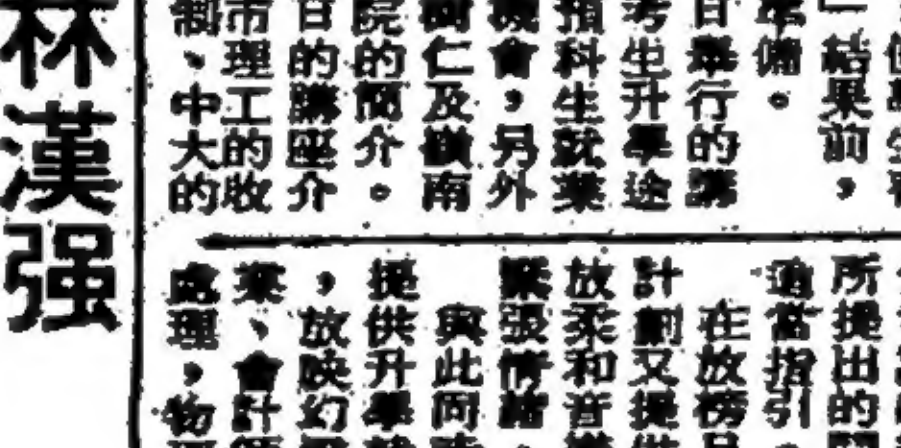 結果前，
準備。
日舉行的講
考生升學途
指科生就業
機會，另外
樹仁及嶺南
院的簡介。
日的講座介
市理工的收
制、中大的
所提出的
適當指引。
在放榜
計劃又提供
放柔和音樂
緊張情緒，
與此同時
提供升學
，放映幻
業、會計
處理，物
林漢强